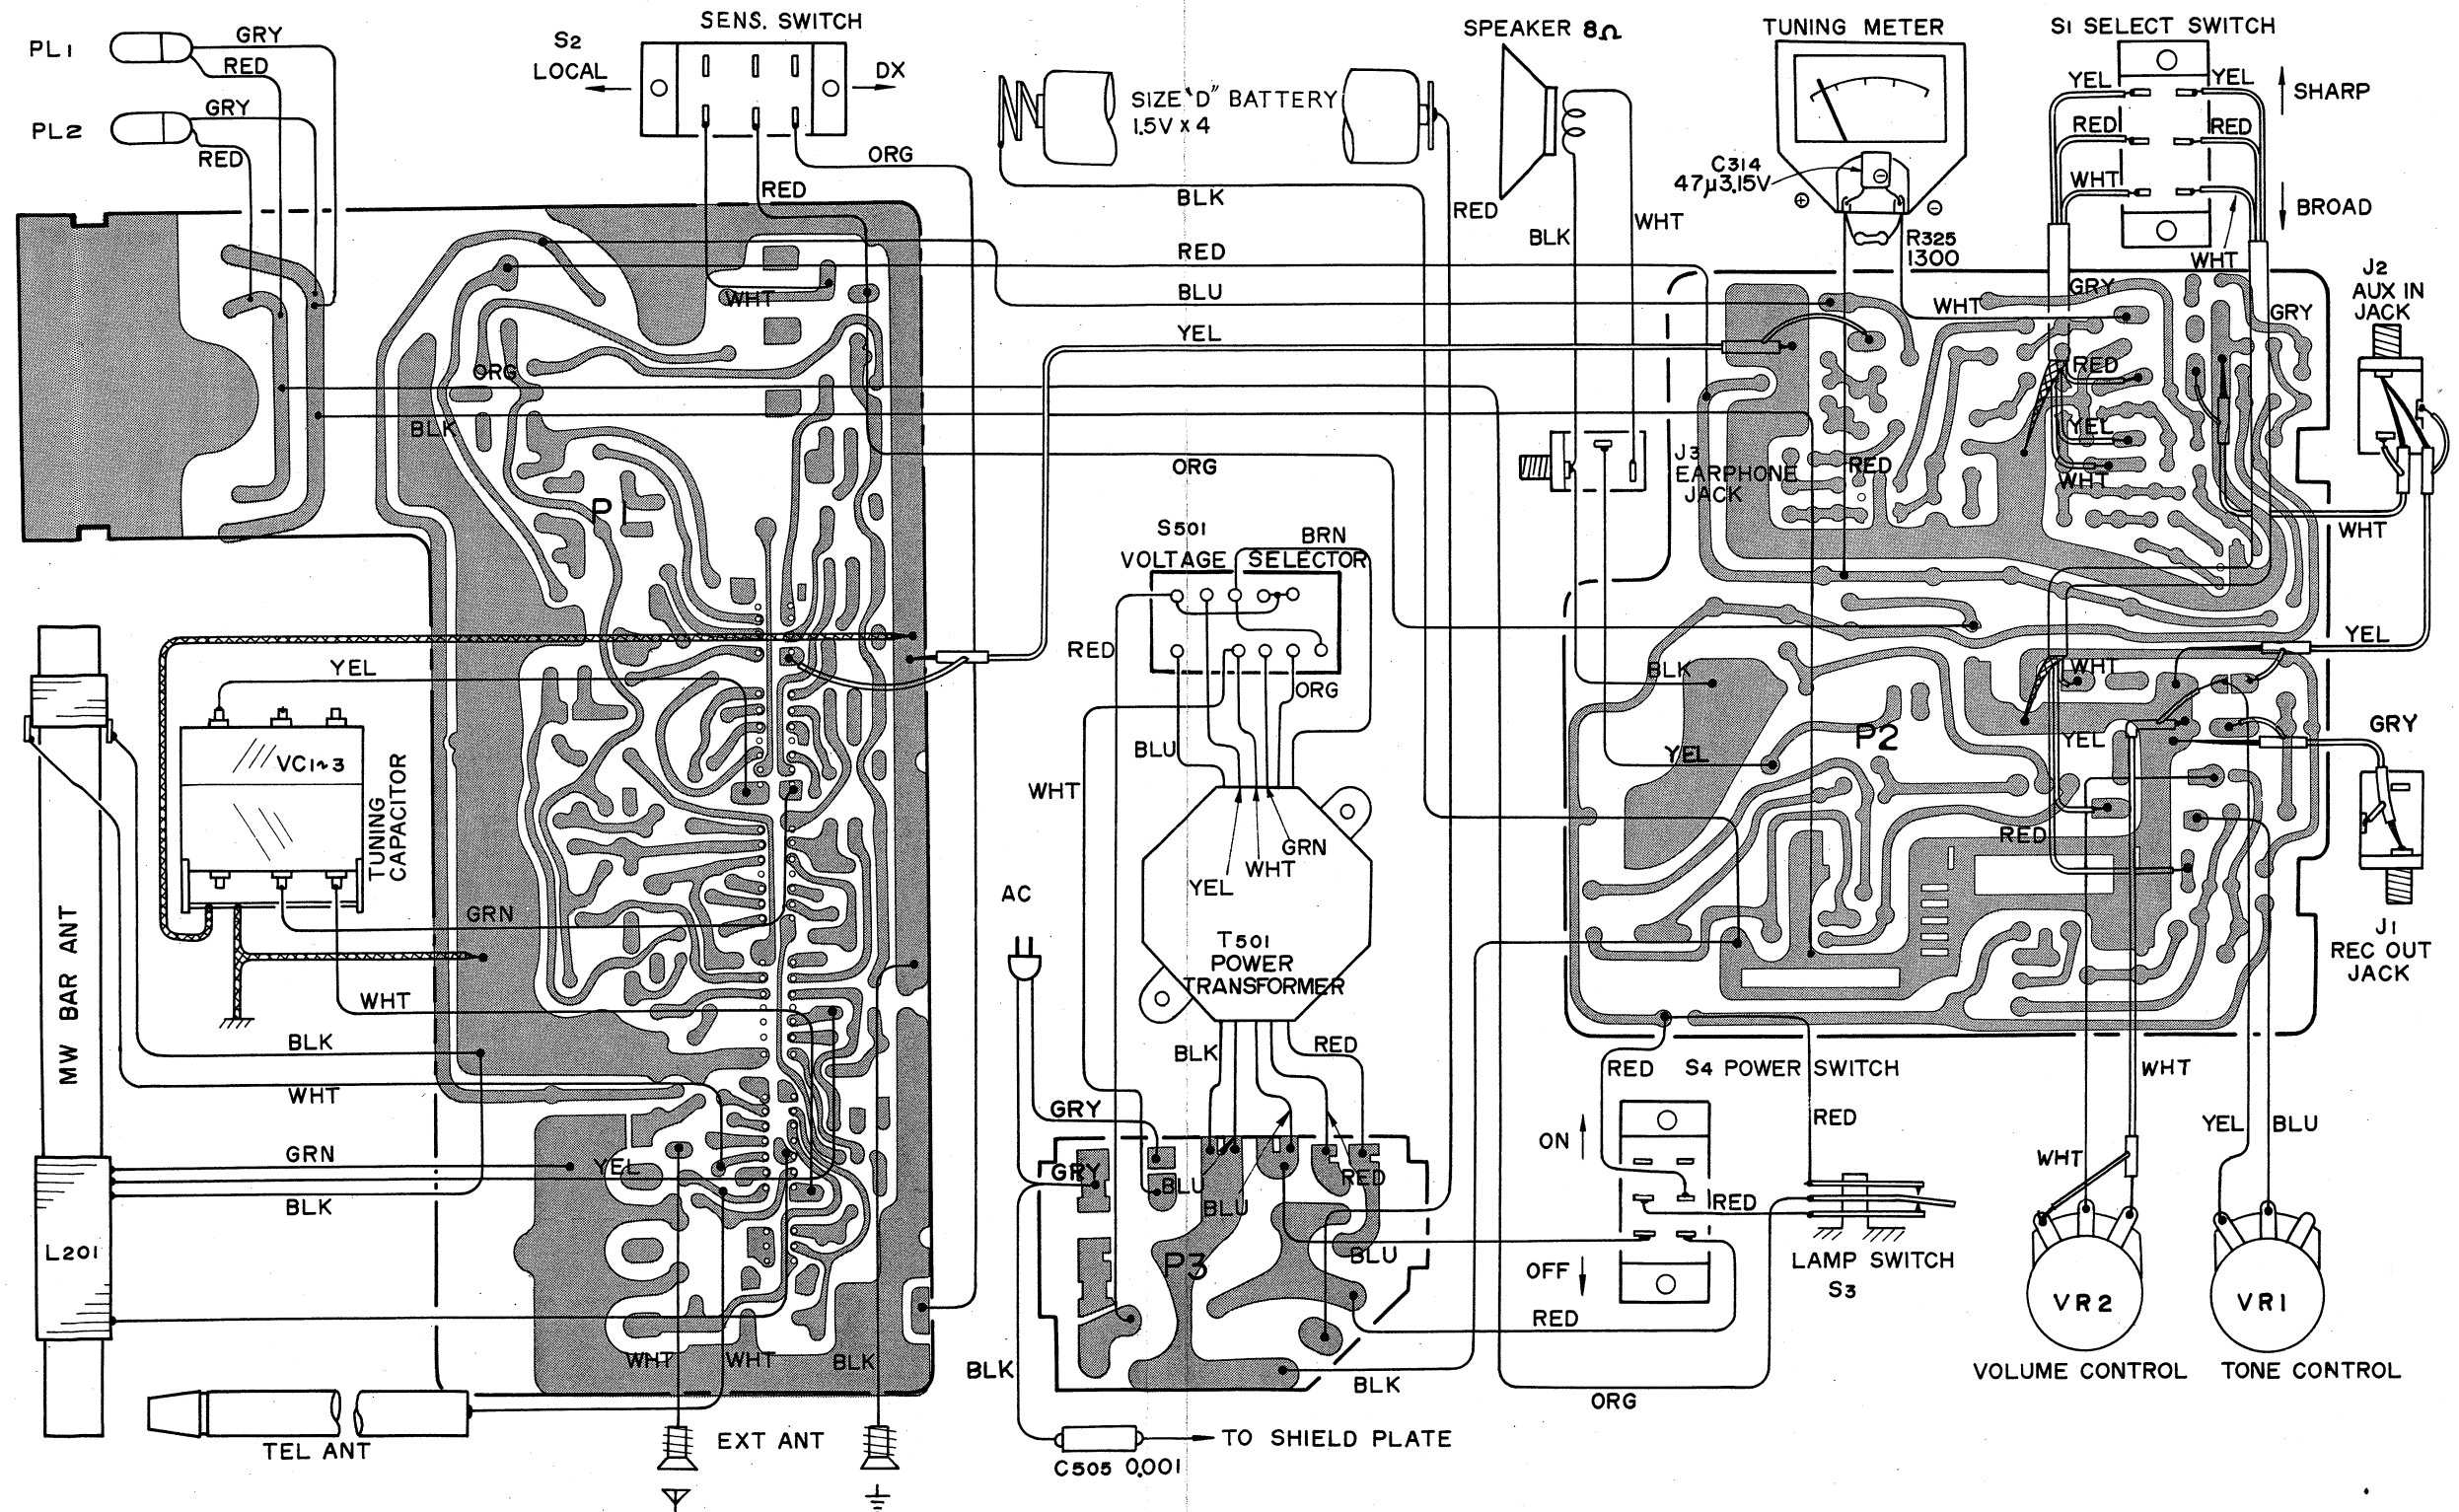 PL1
GRY
RED
PL2
GRY
RED
SENS. SWITCH
S2
LOCAL
DX
ORG
RED
WHT
SIZE "D" BATTERY
1.5V x 4
BLK
RED
SPEAKER 8Ω
BLK
WHT
TUNING METER
C314
47μ3.15V
⊕
⊖
⊖
R325
1300
S1 SELECT SWITCH
YEL
YEL
SHARP
RED
RED
WHT
BROAD
WHT
RED
BLU
YEL
ORG
BLK
ORG
WHT
GRY
GRY
J2
AUX IN
JACK
RED
YEL
WHT
RED
WHT
J3
EARPHONE
JACK
P1
S501
VOLTAGE SELECTOR
BRN
RED
ORG
BLU
WHT
YEL
VC1~3
TUNING
CAPACITOR
GRN
WHT
MW BAR ANT
BLK
WHT
GRN
YEL
BLK
L201
WHT
WHT
BLK
TEL ANT
EXT ANT
AC
YEL
WHT
GRN
T501
POWER
TRANSFORMER
BLK
RED
GRY
GRY
BLU
BLU
RED
BLU
P3
BLK
BLK
C505 0.001
TO SHIELD PLATE
RED
ORG
BLK
YEL
P2
WHT
YEL
YEL
RED
GRY
J1
REC OUT
JACK
RED
S4 POWER SWITCH
ON
OFF
RED
RED
LAMP SWITCH
S3
WHT
WHT
YEL
BLU
VR2
VR1
VOLUME CONTROL
TONE CONTROL